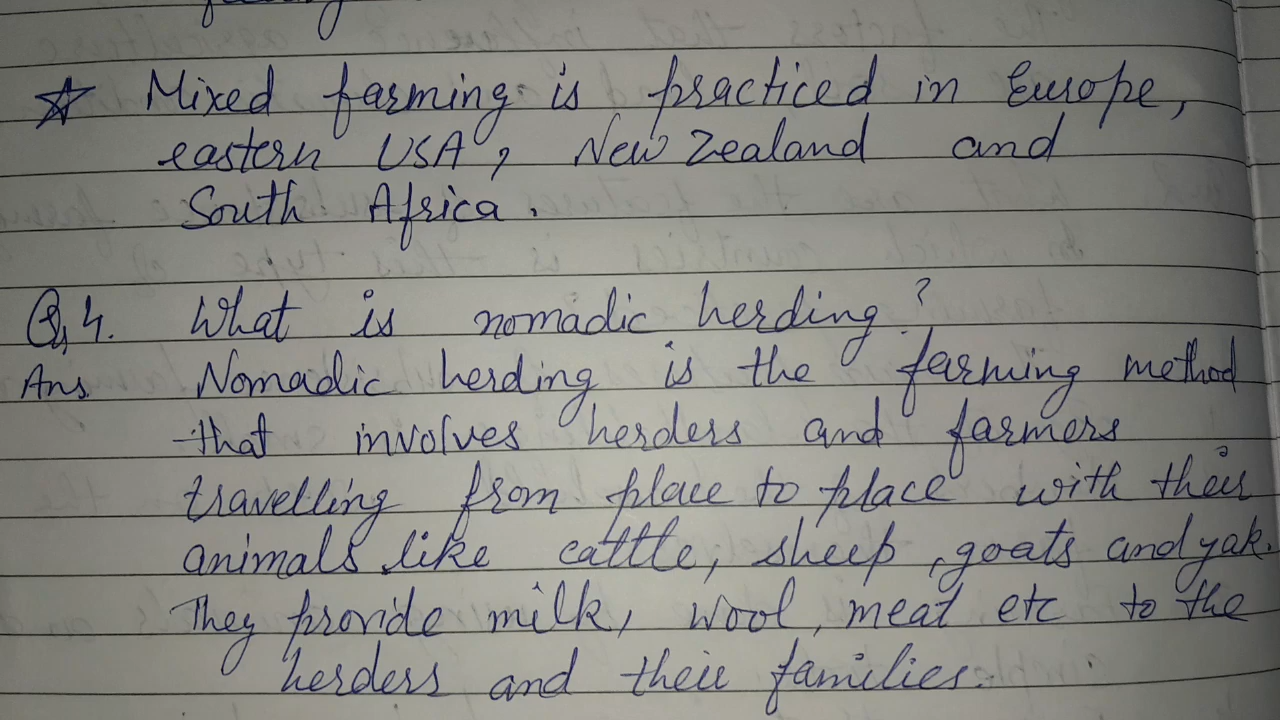 ☆ Mixed farming is practiced in Europe,
eastern USA, New Zealand and
South Africa.
Q4. What is nomadic herding?
Ans. Nomadic herding is the farming method
that involves herders and farmers
travelling from place to place with their
animals like cattle, sheep, goats and yak.
They provide milk, wool, meat etc to the
herders and their families.